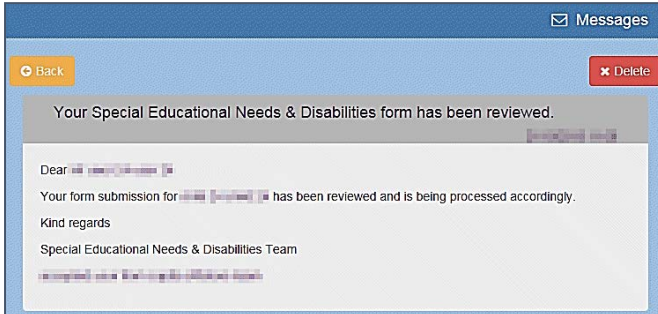 Messages
Back
Delete
Your Special Educational Needs & Disabilities form has been reviewed.
Dear
Your form submission for has been reviewed and is being processed accordingly.
Kind regards
Special Educational Needs & Disabilities Team